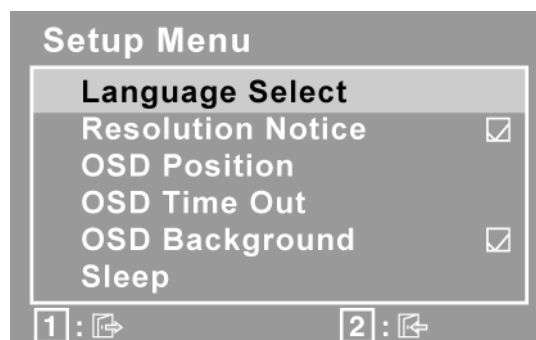 Setup Menu
Language Select
Resolution Notice
OSD Position
OSD Time Out
OSD Background
Sleep
1 : 2 :